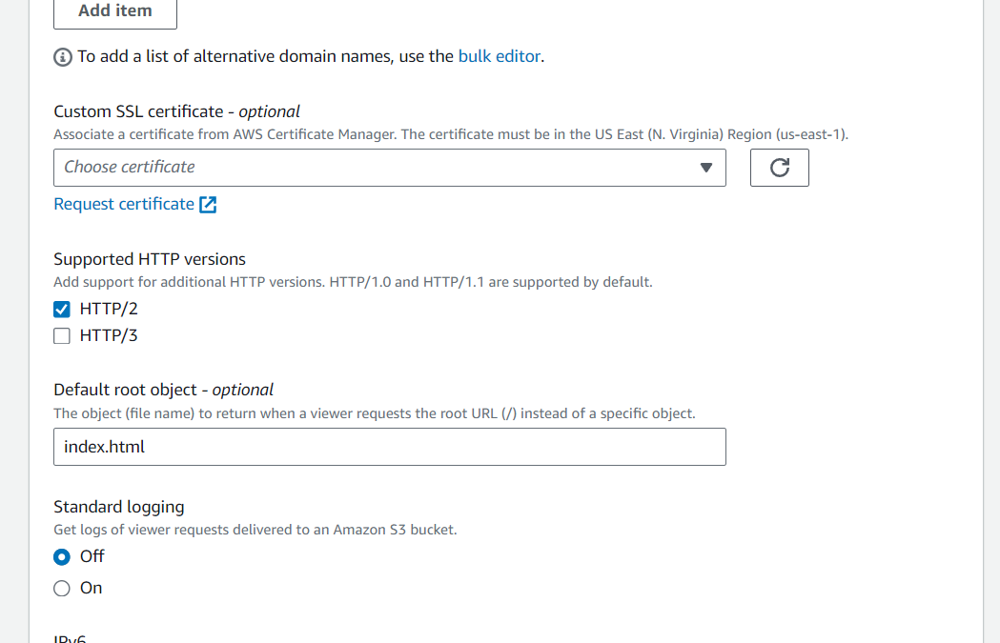 Add item
To add a list of alternative domain names, use the bulk editor.
Custom SSL certificate - optional
Associate a certificate from AWS Certificate Manager. The certificate must be in the US East (N. Virginia) Region (us-east-1).
Choose certificate
Request certificate
Supported HTTP versions
Add support for additional HTTP versions. HTTP/1.0 and HTTP/1.1 are supported by default.
HTTP/2
HTTP/3
Default root object - optional
The object (file name) to return when a viewer requests the root URL (/) instead of a specific object.
index.html
Standard logging
Get logs of viewer requests delivered to an Amazon S3 bucket.
Off
On
IPv6